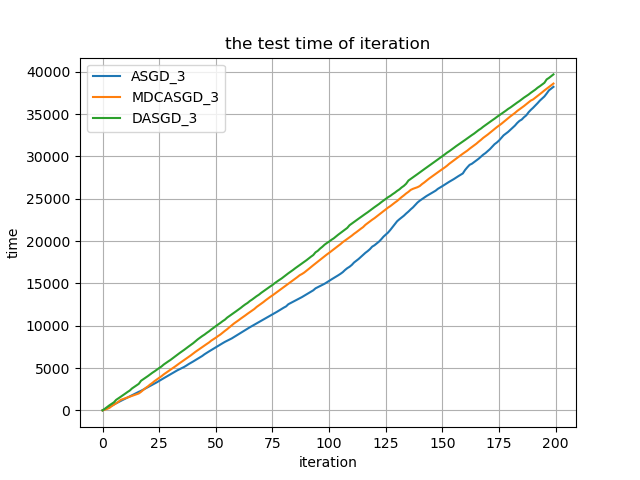 the test time of iteration
ASGD_3
MDCASGD_3
DASGD_3
40000
35000
30000
25000
20000
15000
10000
5000
0
time
0 25 50 75 100 125 150 175 200
iteration